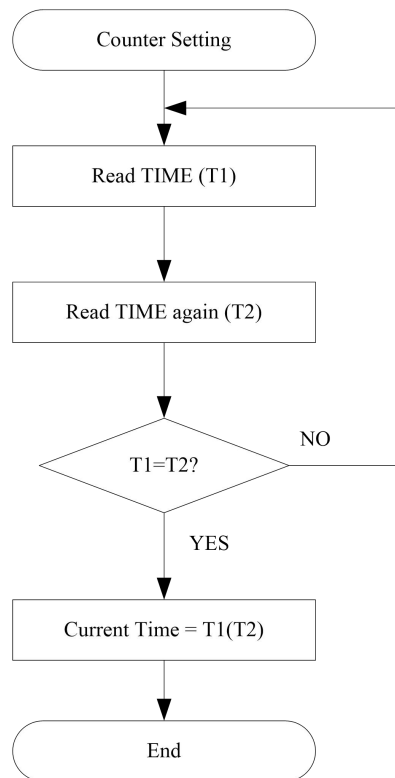 Counter Setting
Read TIME (T1)
Read TIME again (T2)
T1=T2?
NO
YES
Current Time = T1(T2)
End